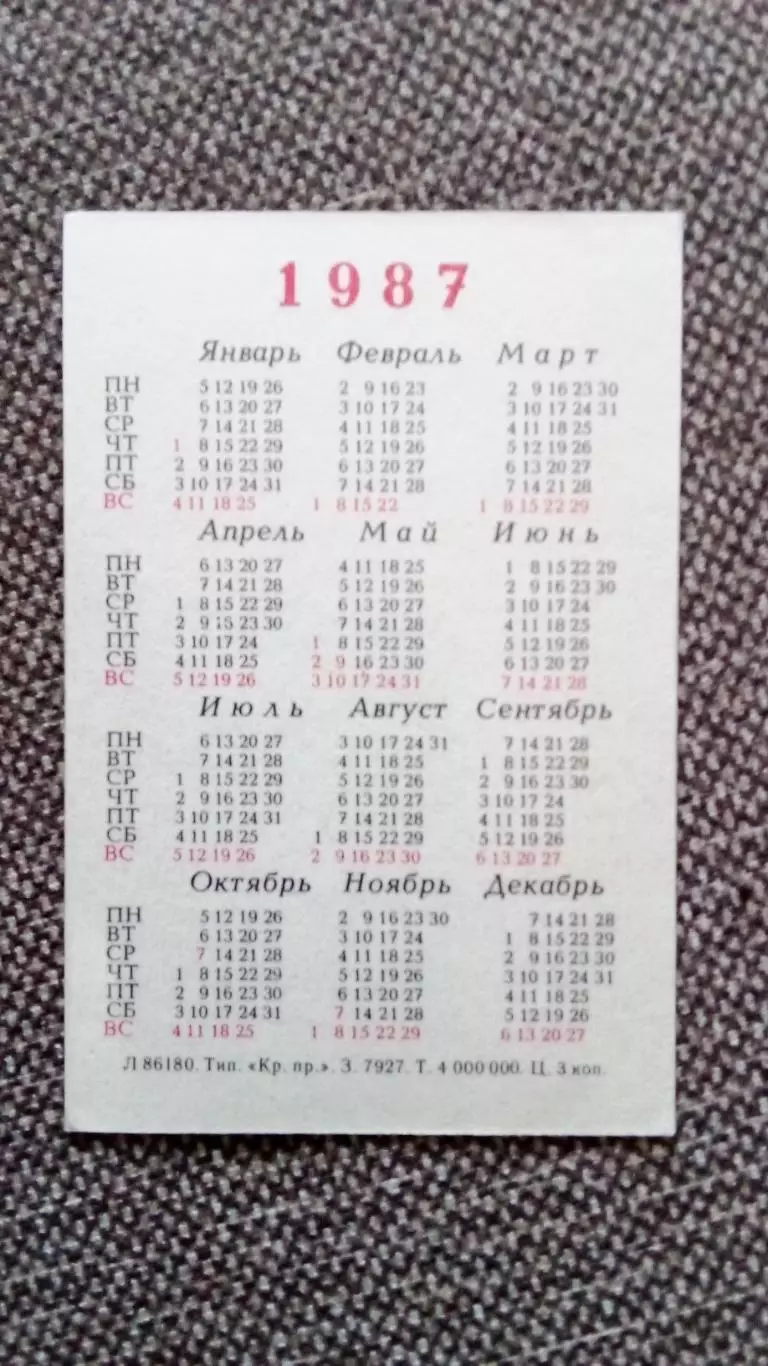 1987
Январь Февраль Март
ПН 5 12 19 26 2 9 16 23 2 9 16 23 30
ВТ 6 13 20 27 3 10 17 24 3 10 17 24 31
СР 7 14 21 28 4 11 18 25 4 11 18 25
ЧТ 1 8 15 22 29 5 12 19 26 5 12 19 26
ПТ 2 9 16 23 30 6 13 20 27 6 13 20 27
СБ 3 10 17 24 31 7 14 21 28 7 14 21 28
ВС 4 11 18 25 1 8 15 22 1 8 15 22 29
Апрель Май Июнь
ПН 6 13 20 27 4 11 18 25 1 8 15 22 29
ВТ 7 14 21 28 5 12 19 26 2 9 16 23 30
СР 1 8 15 22 29 6 13 20 27 3 10 17 24
ЧТ 2 9 15 23 30 7 14 21 28 4 11 18 25
ПТ 3 10 17 24 1 8 15 22 29 5 12 19 26
СБ 4 11 18 25 2 9 16 23 30 6 13 20 27
ВС 5 12 19 26 3 10 17 24 31 7 14 21 28
Июль Август Сентябрь
ПН 6 13 20 27 3 10 17 24 31 7 14 21 28
ВТ 7 14 21 28 4 11 18 25 1 8 15 22 29
СР 1 8 15 22 29 5 12 19 26 2 9 16 23 30
ЧТ 2 9 16 23 30 6 13 20 27 3 10 17 24
ПТ 3 10 17 24 31 7 14 21 28 4 11 18 25
СБ 4 11 18 25 1 8 15 22 29 5 12 19 26
ВС 5 12 19 26 2 9 16 23 30 6 13 20 27
Октябрь Ноябрь Декабрь
ПН 5 12 19 26 2 9 16 23 30 7 14 21 28
ВТ 6 13 20 27 3 10 17 24 1 8 15 22 29
СР 7 14 21 28 4 11 18 25 2 9 16 23 30
ЧТ 1 8 15 22 29 5 12 19 26 3 10 17 24 31
ПТ 2 9 16 23 30 6 13 20 27 4 11 18 25
СБ 3 10 17 24 31 7 14 21 28 5 12 19 26
ВС 4 11 18 25 1 8 15 22 29 6 13 20 27
Л 86180. Тип. «Кр. пр.». З. 7927. Т. 4 000 000. Ц. 3 коп.